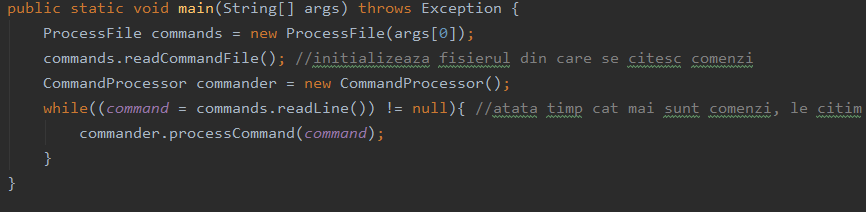 public static void main(String[] args) throws Exception {
ProcessFile commands = new ProcessFile(args[0]);
commands.readCommandFile(); //initializeaza fisierul din care se citesc comenzi
CommandProcessor commander = new CommandProcessor();
while((command = commands.readLine()) != null){ //atata timp cat mai sunt comenzi, le citim
commander.processCommand(command);
}
}